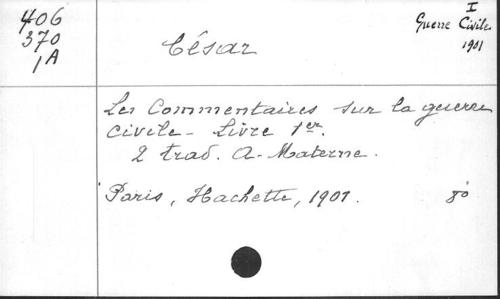 406
370
1A
I
Guerre Civile
1901
César
Les Commentaires sur la guerre
civile - Livre 1er.
2 trad. A. Materne.
Paris, Hachette, 1901. 8o